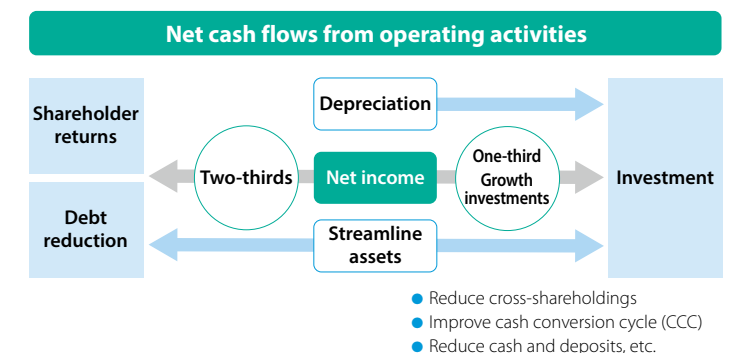 Net cash flows from operating activities
Shareholder
returns
Debt
reduction
Two-thirds
Depreciation
Net income
Streamline
assets
One-third
Growth
investments
Investment
● Reduce cross-shareholdings
● Improve cash conversion cycle (CCC)
● Reduce cash and deposits, etc.